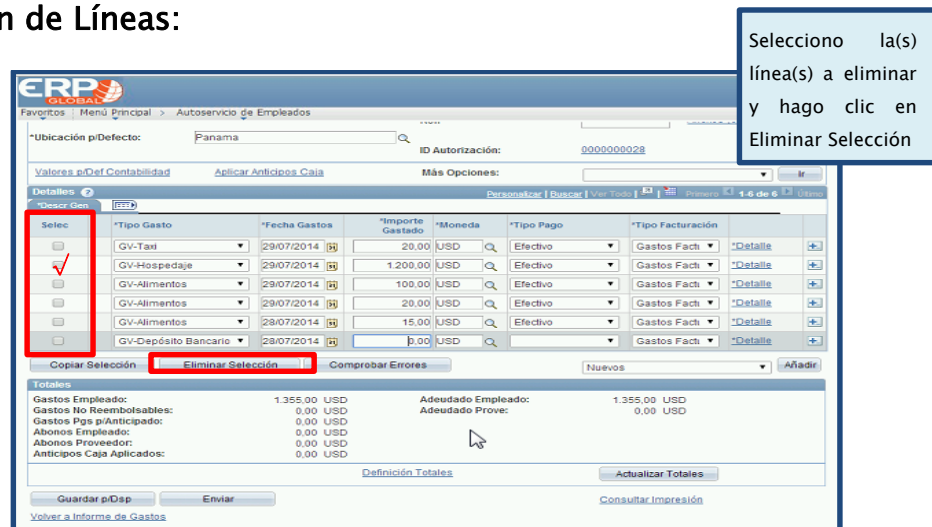 n de Líneas:
Selecciono la(s)
línea(s) a eliminar
y hago clic en
Eliminar Selección
ERP
GLOBAL
Favoritos Menú Principal > Autoservicio de Empleados
*Ubicación p/Defecto: Panama
ID Autorización: 0000000028
Valores p/Def Contabilidad Aplicar Anticipos Caja Más Opciones: Ir
Detalles Personalizar | Buscar | Ver Todo | Primero 1-6 de 6 Último
*Descr Gen
Selec *Tipo Gasto *Fecha Gastos *Importe Gastado *Moneda *Tipo Pago *Tipo Facturación
GV-Taxi 29/07/2014 20,00 USD Efectivo Gastos Factı *Detalle
GV-Hospedaje 29/07/2014 1.200,00 USD Efectivo Gastos Factı *Detalle
GV-Alimentos 29/07/2014 100,00 USD Efectivo Gastos Factı *Detalle
GV-Alimentos 29/07/2014 20,00 USD Efectivo Gastos Factı *Detalle
GV-Alimentos 28/07/2014 15,00 USD Efectivo Gastos Factı *Detalle
GV-Depósito Bancario 28/07/2014 0,00 USD Gastos Factı *Detalle
Copiar Selección Eliminar Selección Comprobar Errores Nuevos Añadir
Totales
Gastos Empleado: 1.355,00 USD Adeudado Empleado: 1.355,00 USD
Gastos No Reembolsables: 0,00 USD Adeudado Prove: 0,00 USD
Gastos Pgs p/Anticipado: 0,00 USD
Abonos Empleado: 0,00 USD
Abonos Proveedor: 0,00 USD
Anticipos Caja Aplicados: 0,00 USD
Definición Totales Actualizar Totales
Guardar p/Dsp Enviar Consultar Impresión
Volver a Informe de Gastos